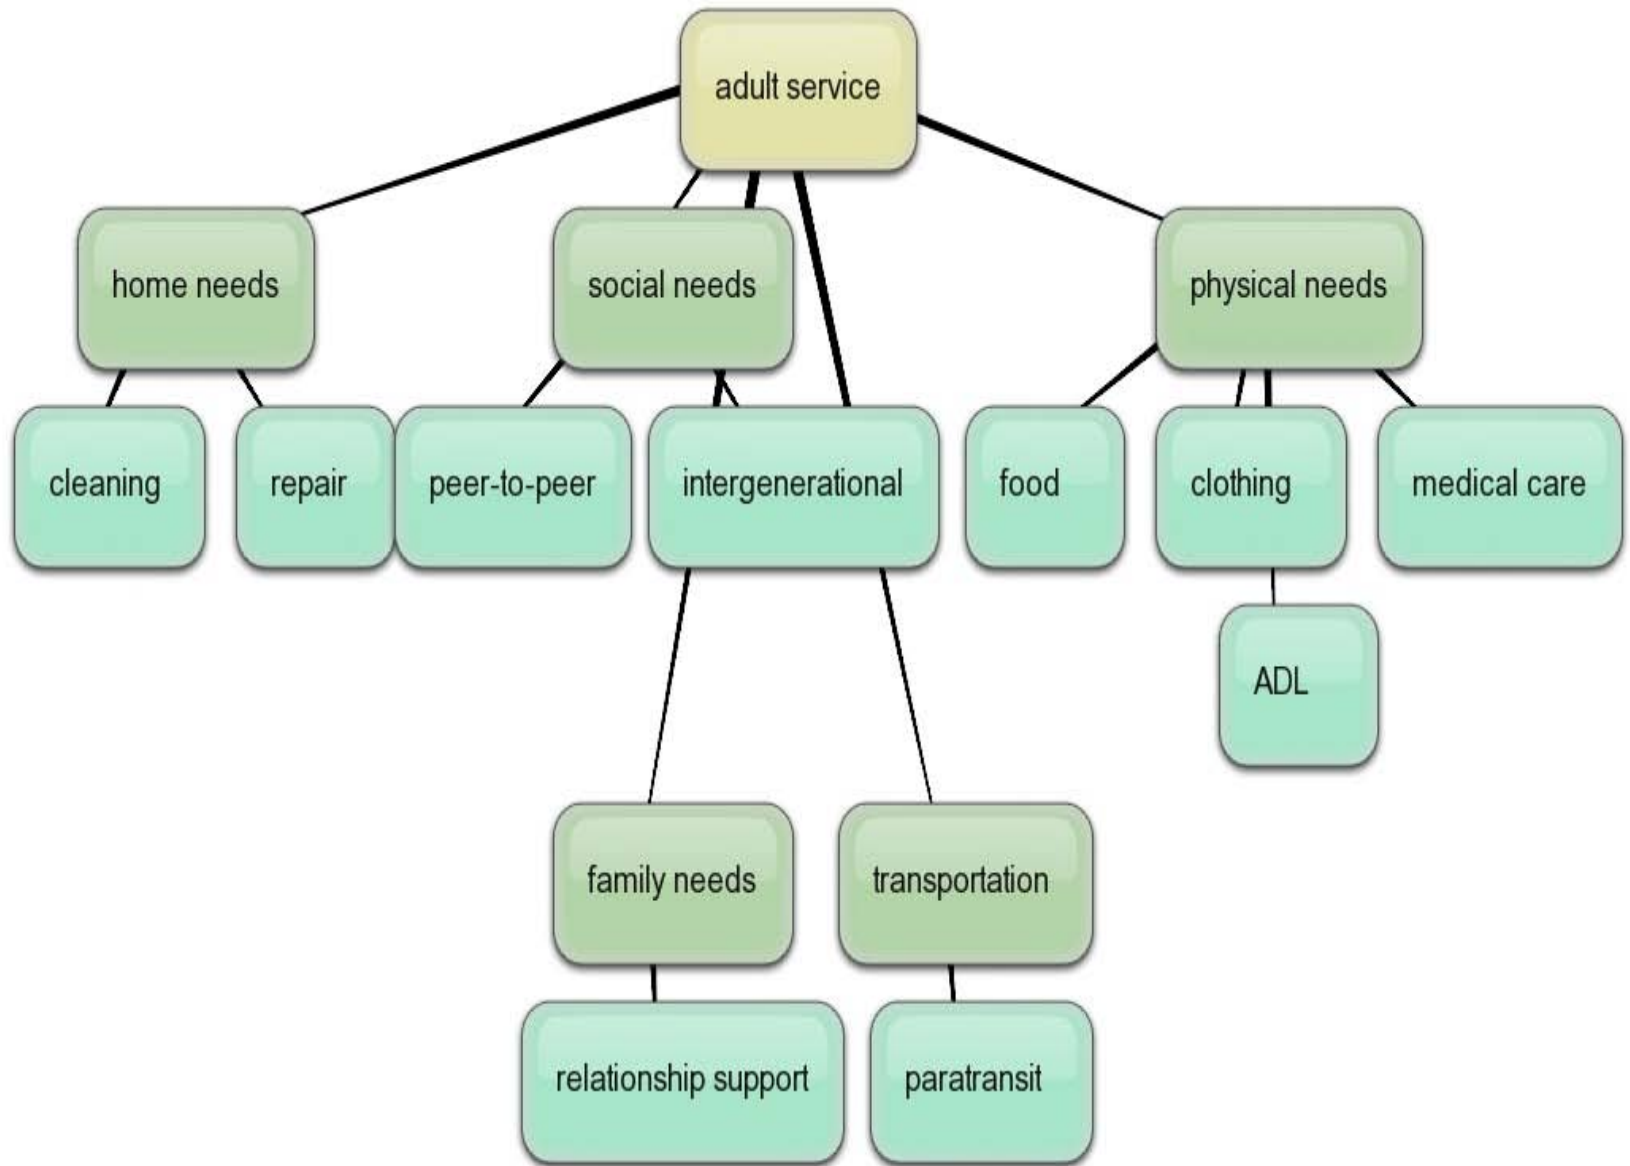 adult service
home needs
social needs
physical needs
cleaning
repair
peer-to-peer
intergenerational
food
clothing
medical care
ADL
family needs
transportation
relationship support
paratransit